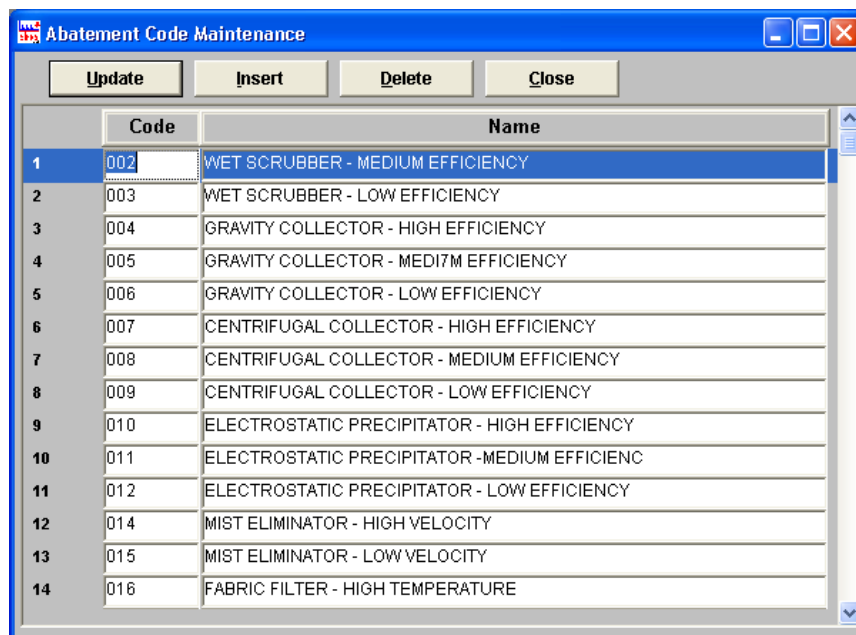 Abatement Code Maintenance
Update Insert Delete Close
Code Name
1 002 WET SCRUBBER - MEDIUM EFFICIENCY
2 003 WET SCRUBBER - LOW EFFICIENCY
3 004 GRAVITY COLLECTOR - HIGH EFFICIENCY
4 005 GRAVITY COLLECTOR - MEDI7M EFFICIENCY
5 006 GRAVITY COLLECTOR - LOW EFFICIENCY
6 007 CENTRIFUGAL COLLECTOR - HIGH EFFICIENCY
7 008 CENTRIFUGAL COLLECTOR - MEDIUM EFFICIENCY
8 009 CENTRIFUGAL COLLECTOR - LOW EFFICIENCY
9 010 ELECTROSTATIC PRECIPITATOR - HIGH EFFICIENCY
10 011 ELECTROSTATIC PRECIPITATOR -MEDIUM EFFICIENC
11 012 ELECTROSTATIC PRECIPITATOR - LOW EFFICIENCY
12 014 MIST ELIMINATOR - HIGH VELOCITY
13 015 MIST ELIMINATOR - LOW VELOCITY
14 016 FABRIC FILTER - HIGH TEMPERATURE